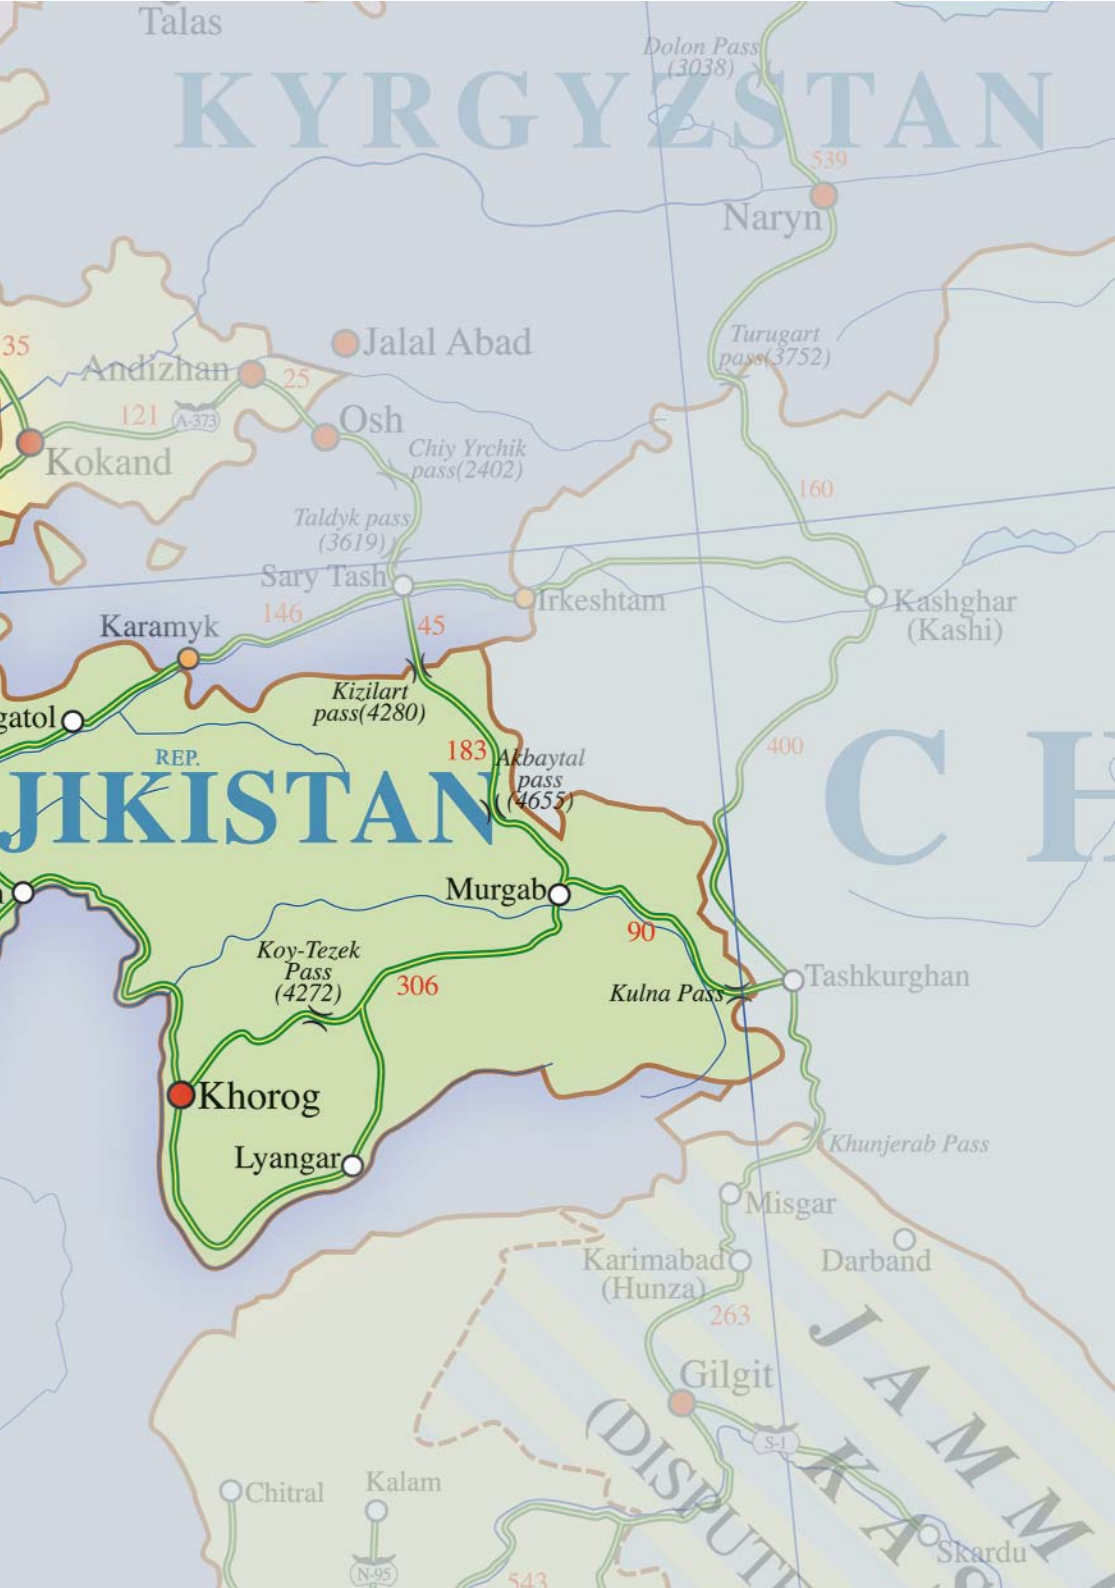 Talas
Dolon Pass
(3038)
KYRGYZSTAN
539
Naryn
Turugart
pass(3752)
35
Jalal Abad
Andizhan
25
121
A-373
Osh
Kokand
Chiy Yrchik
pass(2402)
160
Taldyk pass
(3619)
Sary Tash
146
Irkeshtam
Kashghar
(Kashi)
Karamyk
45
Kizilart
pass(4280)
gatol
183
Akbaytal
pass
(4655)
400
REP.
JIKISTAN
C H
Murgab
90
Koy-Tezek
Pass
(4272)
306
Kulna Pass
Tashkurghan
Khorog
Lyangar
Khunjerab Pass
Misgar
Karimabad
(Hunza)
Darband
263
Gilgit
JAMM
KAS
(DISPUTE
S-1
Chitral
Kalam
N-95
543
Skardu